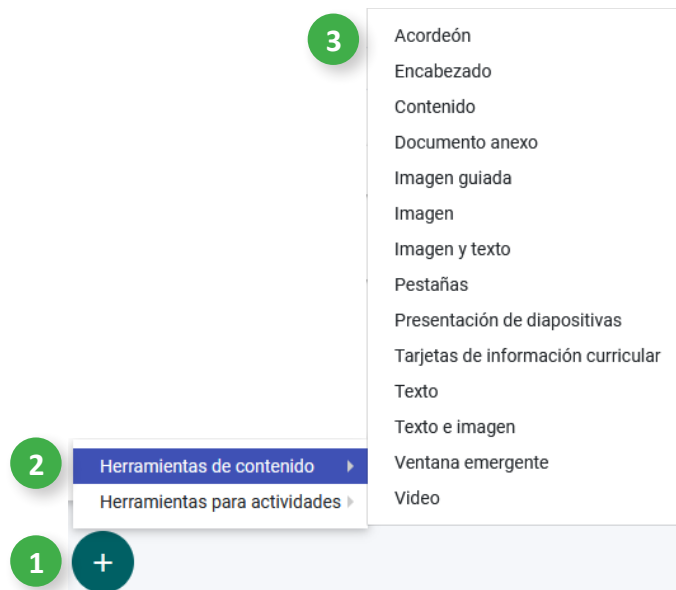 3
Acordeón
Encabezado
Contenido
Documento anexo
Imagen guiada
Imagen
Imagen y texto
Pestañas
Presentación de diapositivas
Tarjetas de información curricular
Texto
Texto e imagen
Ventana emergente
Video
2
Herramientas de contenido
Herramientas para actividades
1
+